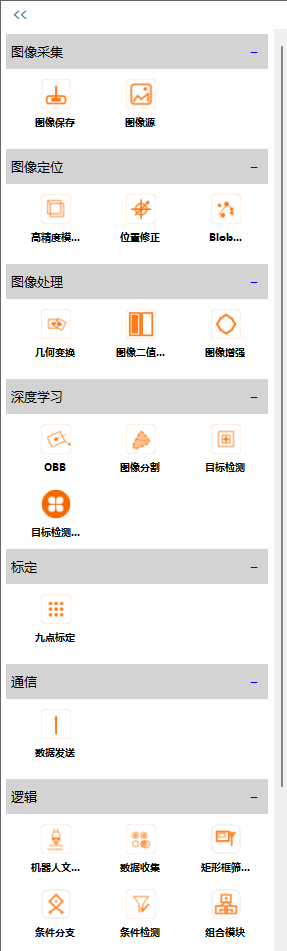 <<
图像采集 −
图像保存 图像源
图像定位 −
高精度模... 位置修正 Blob...
图像处理 −
几何变换 图像二值... 图像增强
深度学习 −
OBB 图像分割 目标检测
目标检测...
标定 −
九点标定
通信 −
数据发送
逻辑 −
机器人文... 数据收集 矩形框筛...
条件分支 条件检测 组合模块